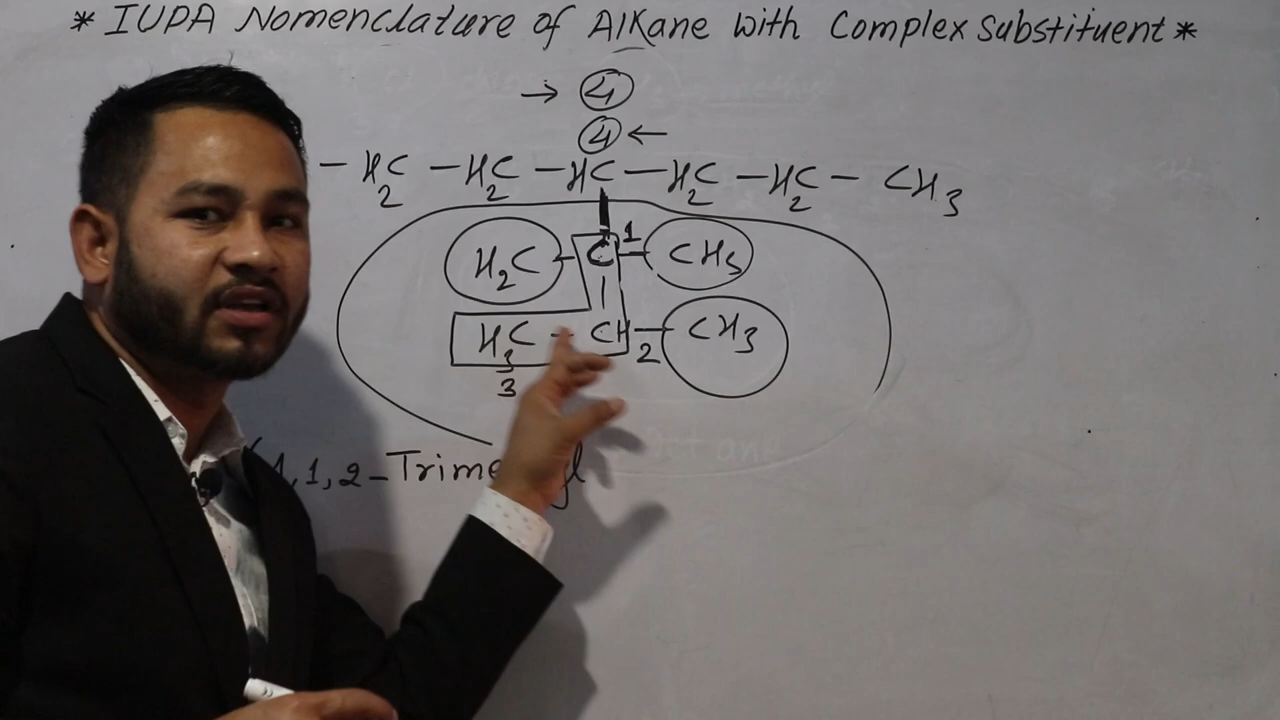 * IUPA Nomenclature of Alkane with Complex Substituent *
→ ④
④ ←
– H2C – H2C – HC – H2C – H2C – CH3
H2C – C 1 – CH3
H3C – CH – CH3
3 2
1,1,2-Trime yl